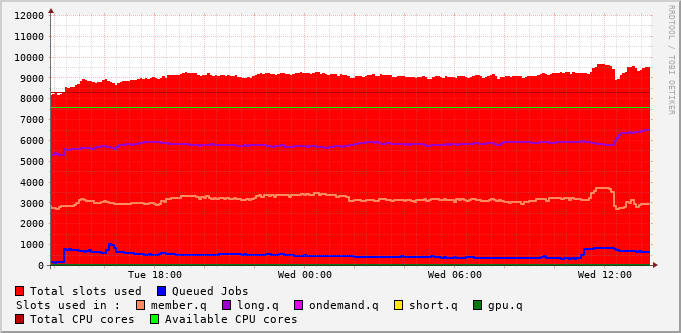 12000
11000
10000
9000
8000
7000
6000
5000
4000
3000
2000
1000
0
Tue 18:00 Wed 00:00 Wed 06:00 Wed 12:00
Total slots used Queued Jobs
Slots used in : member.q long.q ondemand.q short.q gpu.q
Total CPU cores Available CPU cores
RRDTOOL / TOBI OETIKER